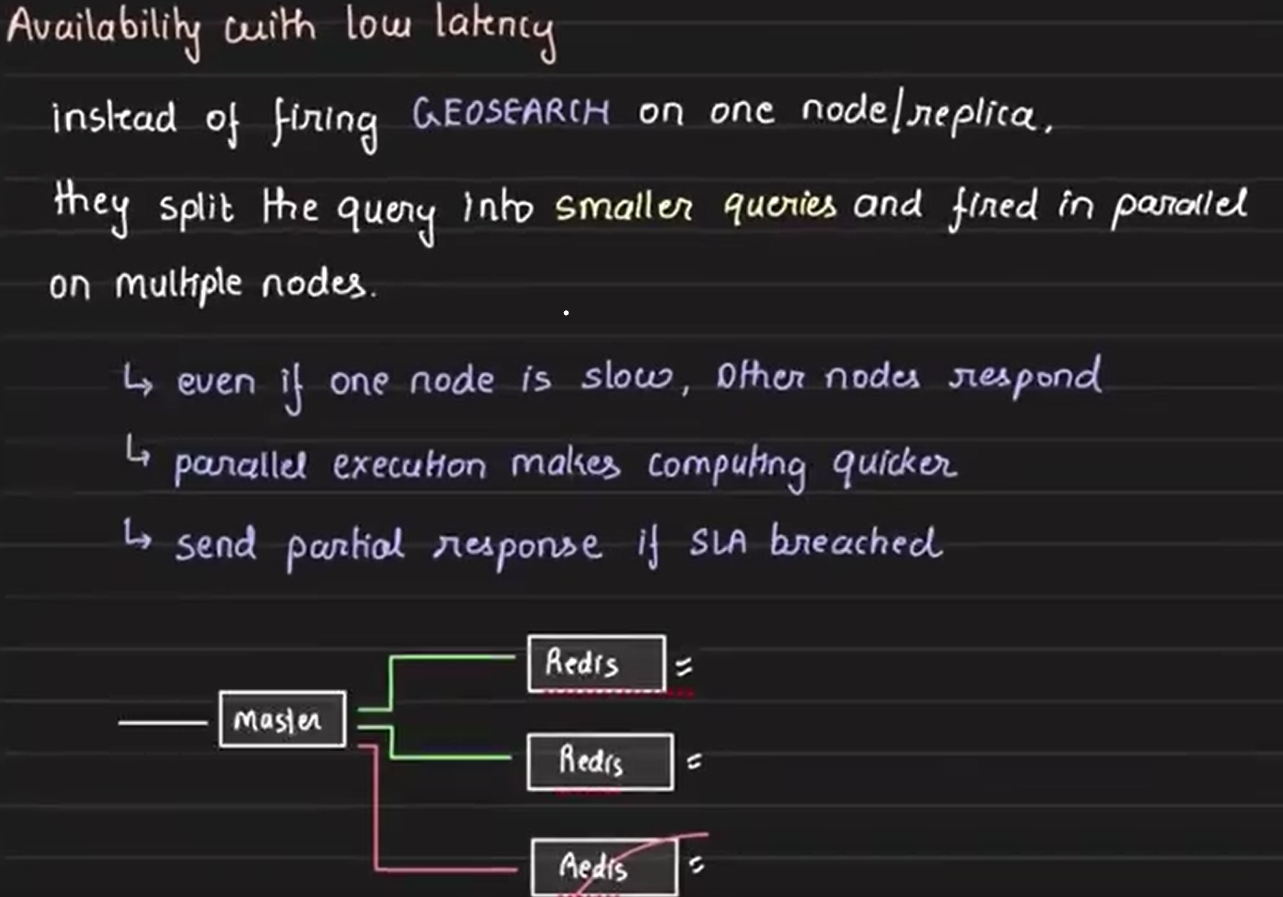 Availability with low latency
instead of firing GEOSEARCH on one node/replica,
they split the query into smaller queries and fired in parallel
on multiple nodes.
↳ even if one node is slow, other nodes respond
↳ parallel execution makes computing quicker
↳ send partial response if SLA breached
Redis
Master
Redis
Redis